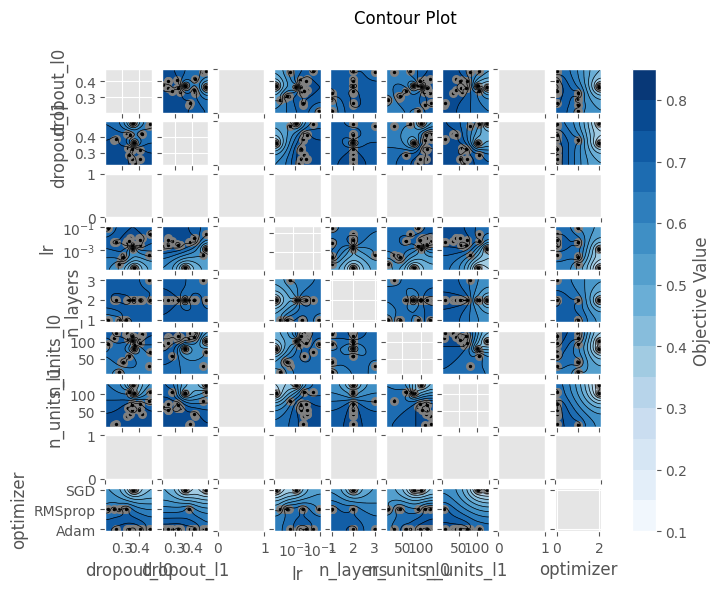 Contour Plot
dropout_l0
0.4
0.3
dropout_l1
0.4
0.3
1
0
lr
10⁻¹
10⁻³
n_layers
3
2
1
n_units_l0
100
50
n_units_l1
100
50
1
0
optimizer
SGD
RMSprop
Adam
0.3 0.4 0.3 0.4 0 1 1 2 3 50 100 50 100 0 1 0 2
dropout_l0 dropout_l1 lr n_layers n_units_l0 n_units_l1 optimizer
0.8
0.7
0.6
0.5
0.4
0.3
0.2
0.1
Objective Value